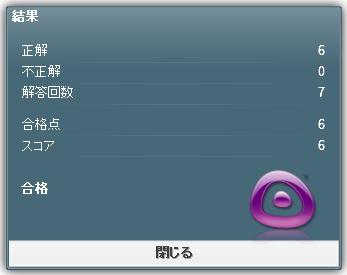 結果
正解 6
不正解 0
解答回数 7
合格点 6
スコア 6
合格
閉じる